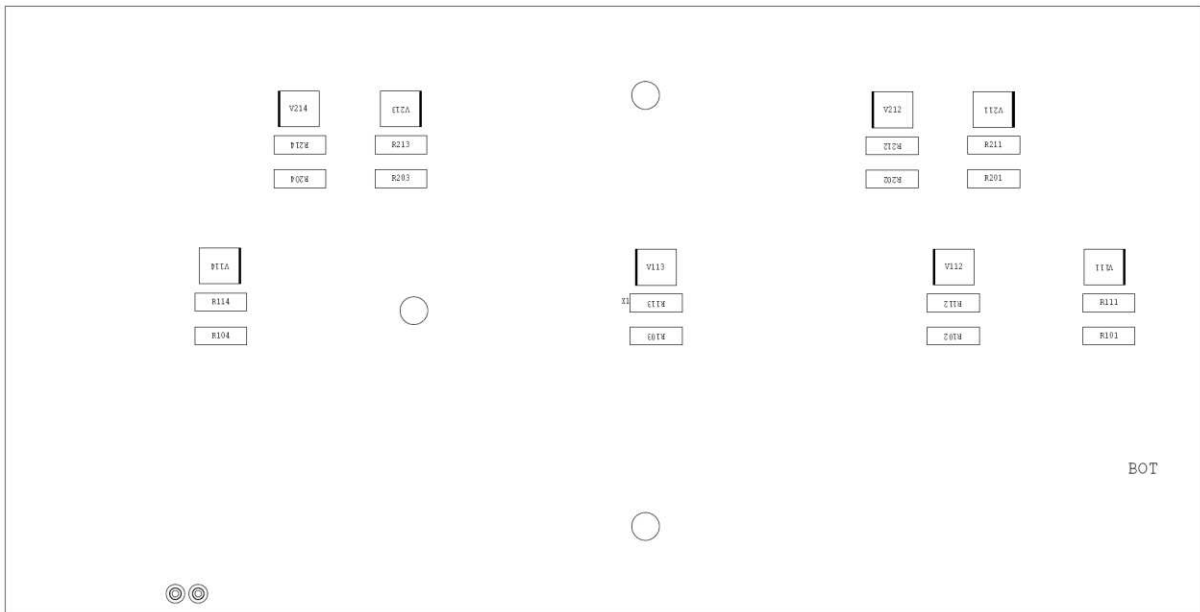 V214 V213 V212 V211
R214 R213 R212 R211
R204 R203 R202 R201
V114 V113 V112 V111
R114 X1 R113 R112 R111
R104 R103 R102 R101
BOT